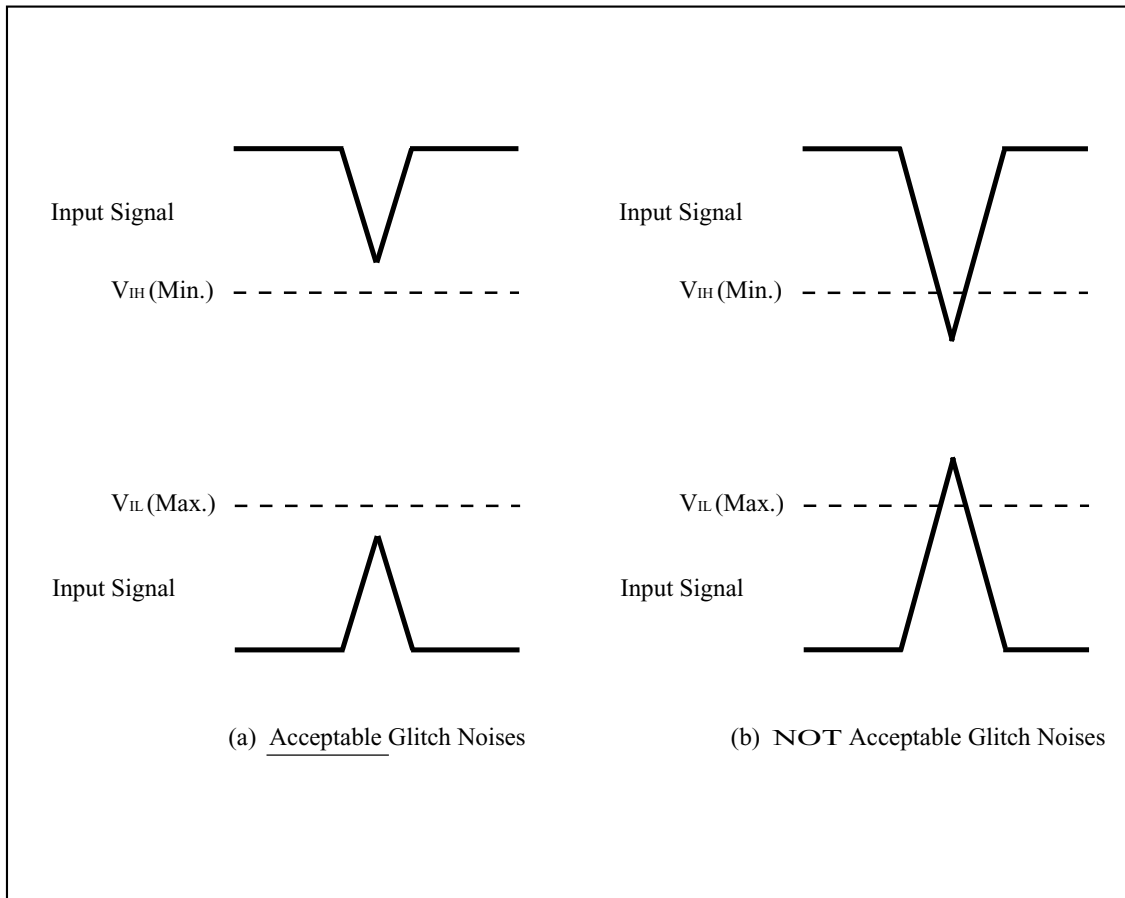 Input Signal
VIH (Min.)
VIL (Max.)
Input Signal
(a) Acceptable Glitch Noises
Input Signal
VIH (Min.)
VIL (Max.)
Input Signal
(b) NOT Acceptable Glitch Noises